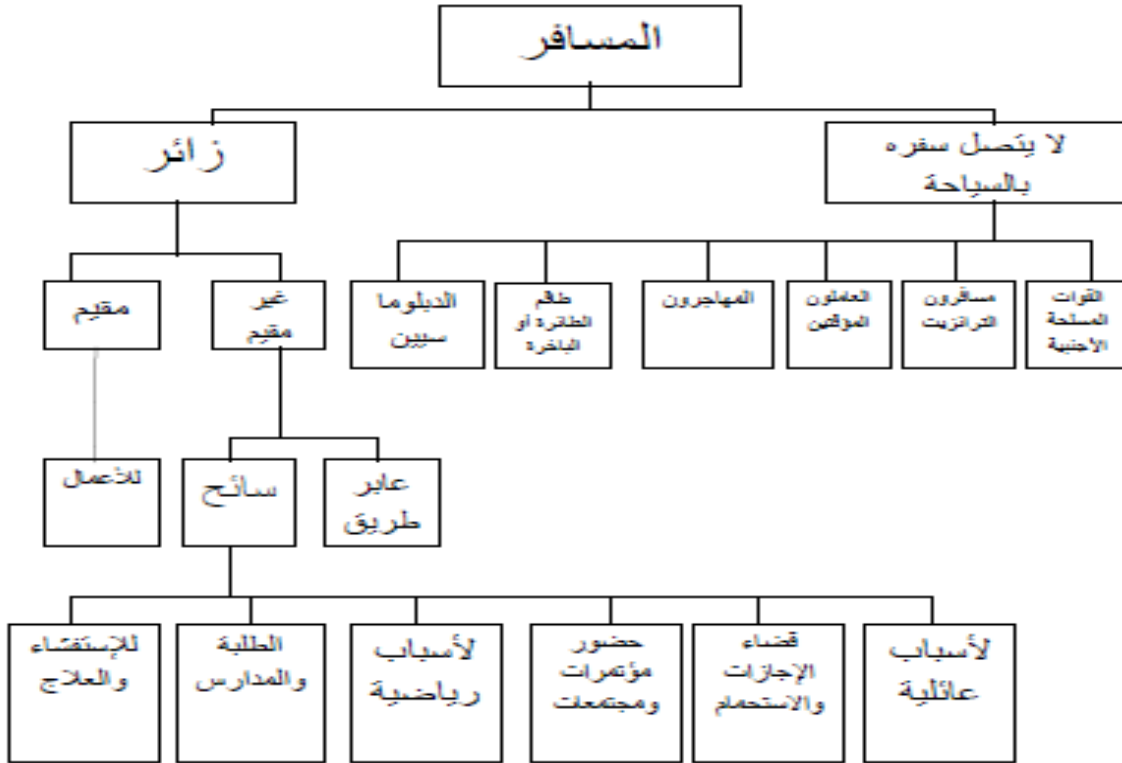 المسافر
لا يتصل سفره
بالسياحة
زائر
القوات
المسلحة
الأجنبية
مسافرون
الترانزيت
العاملون
المؤقتين
المهاجرون
طاقم
الطائرة أو
الباخرة
الدبلوما
سيين
غير
مقيم
مقيم
عابر
طريق
سائح
للأعمال
لأسباب
عائلية
قضاء
الإجازات
والاستحمام
حضور
مؤتمرات
ومجتمعات
لأسباب
رياضية
الطلبة
والمدارس
للإستفشاء
والعلاج